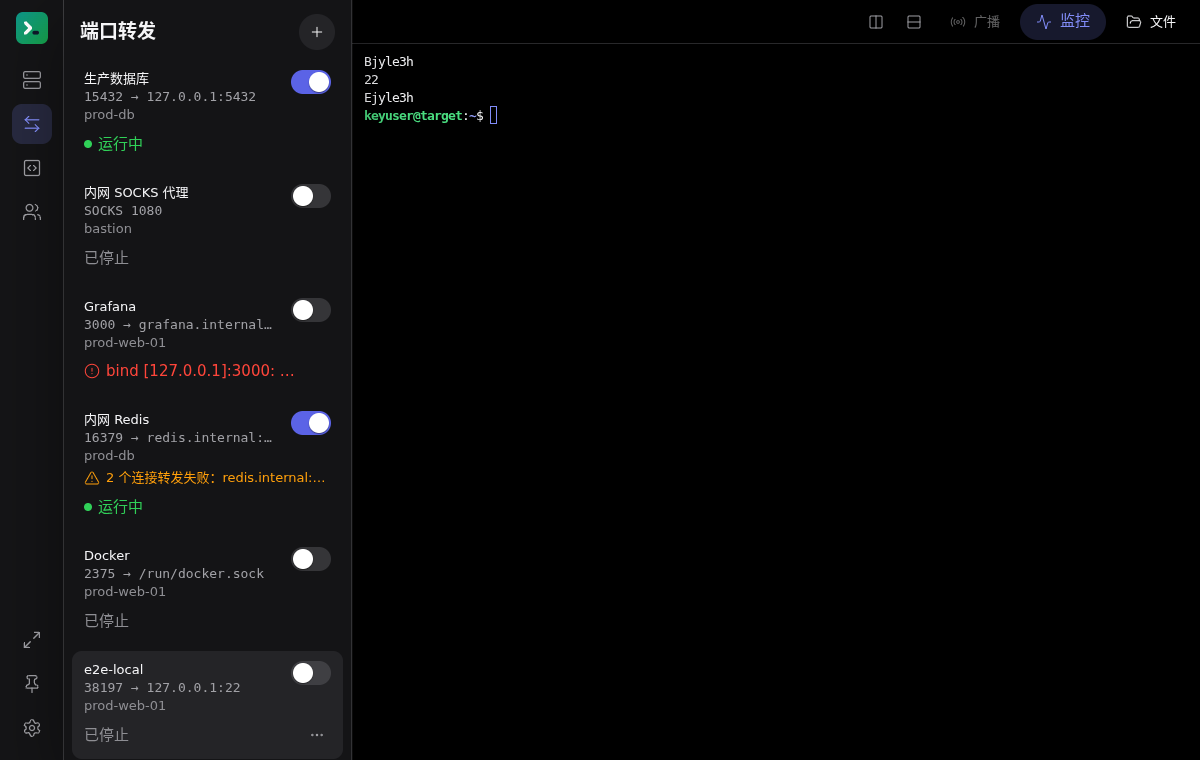 端口转发
生产数据库
15432 → 127.0.0.1:5432
prod-db
运行中
内网 SOCKS 代理
SOCKS 1080
bastion
已停止
Grafana
3000 → grafana.internal…
prod-web-01
bind [127.0.0.1]:3000: …
内网 Redis
16379 → redis.internal:…
prod-db
2 个连接转发失败: redis.internal:…
运行中
Docker
2375 → /run/docker.sock
prod-web-01
已停止
e2e-local
38197 → 127.0.0.1:22
prod-web-01
已停止
广播 监控 文件
Bjyle3h
22
Ejyle3h
keyuser@target:~$